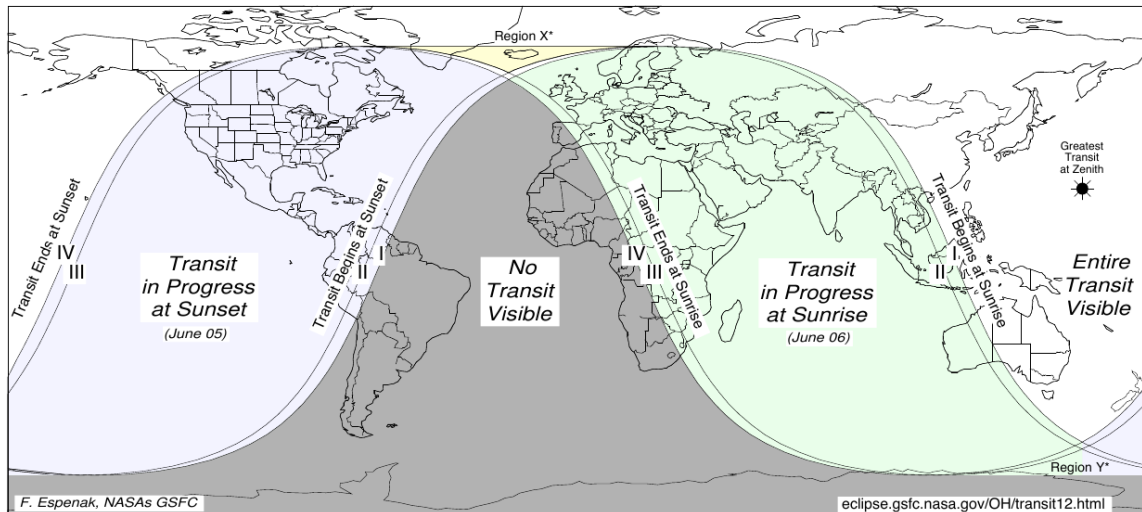 Region X*
Greatest
Transit
at Zenith
Transit Ends at Sunset
IV
III
Transit
in Progress
at Sunset
(June 05)
Transit Begins at Sunset
I
II
No
Transit
Visible
IV
III
Transit Ends at Sunrise
Transit
in Progress
at Sunrise
(June 06)
Transit Begins at Sunrise
I
II
Entire
Transit
Visible
Region Y*
F. Espenak, NASAs GSFC
eclipse.gsfc.nasa.gov/OH/transit12.html